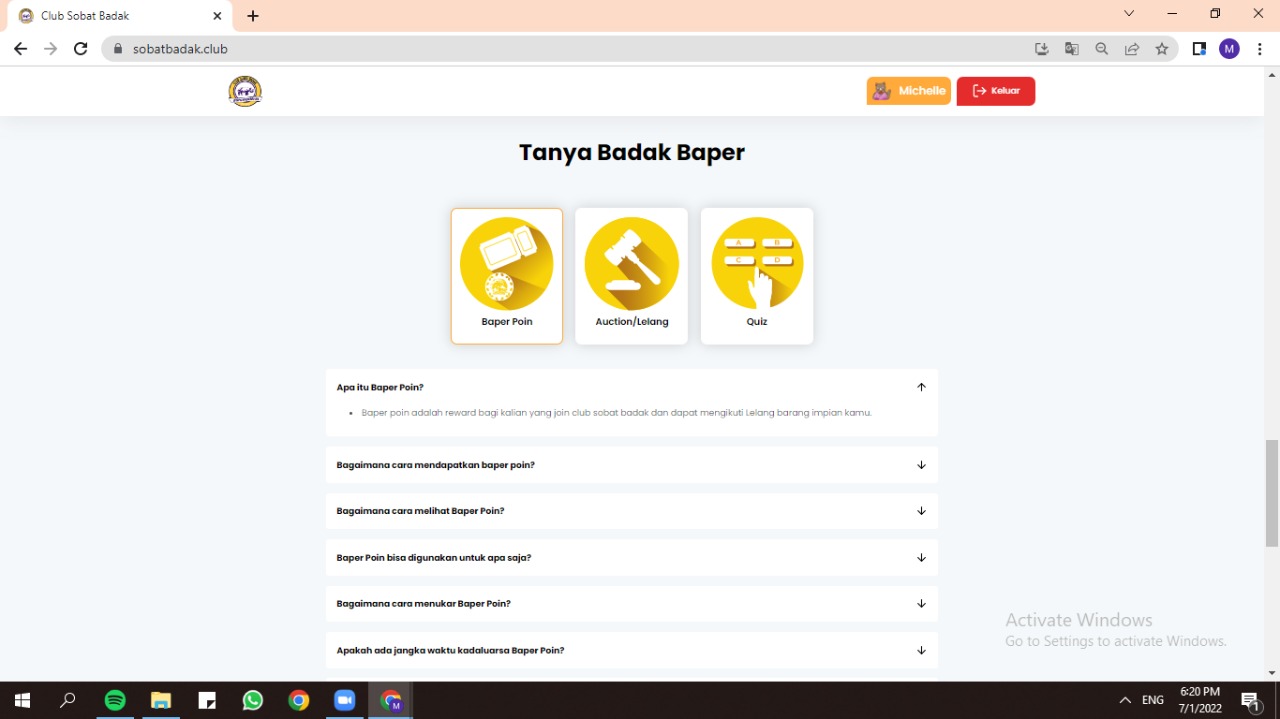 Club Sobat Badak
sobatbadak.club
M
Michelle
Keluar
Tanya Badak Baper
A B
C D
Baper Poin
Auction/Lelang
Quiz
Apa itu Baper Poin?
Baper poin adalah reward bagi kalian yang join club sobat badak dan dapat mengikuti Lelang barang impian kamu.
Bagaimana cara mendapatkan baper poin?
Bagaimana cara melihat Baper Poin?
Baper Poin bisa digunakan untuk apa saja?
Bagaimana cara menukar Baper Poin?
Apakah ada jangka waktu kadaluarsa Baper Poin?
Activate Windows
Go to Settings to activate Windows.
M
ENG
6:20 PM
7/1/2022
1